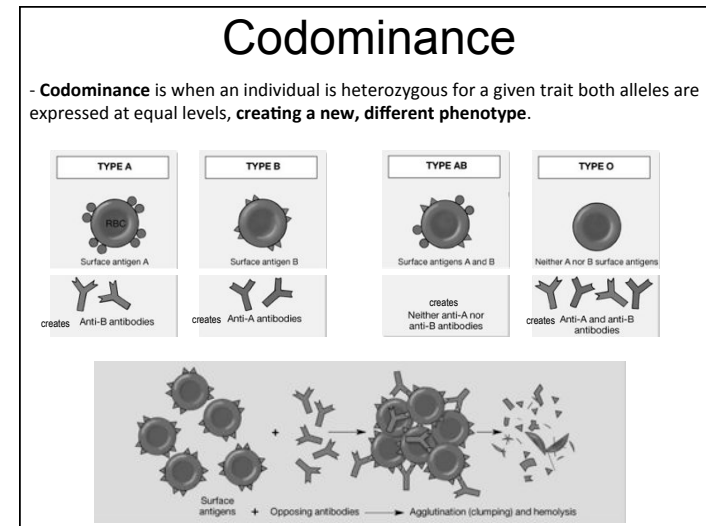 Codominance
- Codominance is when an individual is heterozygous for a given trait both alleles are
expressed at equal levels, creating a new, different phenotype.
TYPE A
RBC
Surface antigen A
creates Anti-B antibodies
TYPE B
Surface antigen B
creates Anti-A antibodies
TYPE AB
Surface antigens A and B
creates
Neither anti-A nor
anti-B antibodies
TYPE O
Neither A nor B surface antigens
creates Anti-A and anti-B
antibodies
+
Surface
antigens + Opposing antibodies Agglutination (clumping) and hemolysis